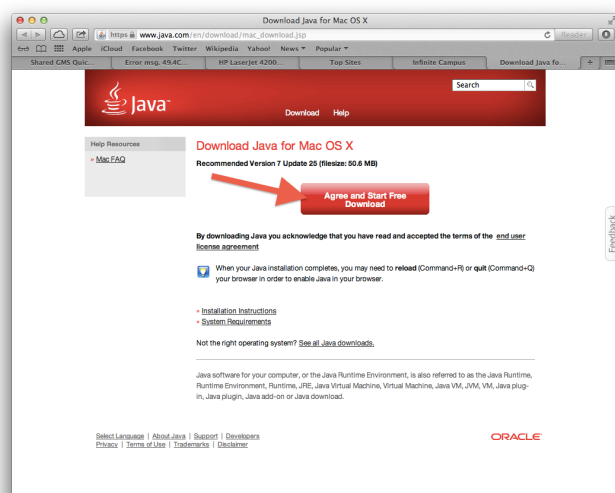 Download Java for Mac OS X
https www.java.com/en/download/mac_download.jsp
Reader
Apple iCloud Facebook Twitter Wikipedia Yahoo! News Popular
Shared GMS Quic... Error msg. 49.4C... HP LaserJet 4200... Top Sites Infinite Campus Download Java fo...
Search
Java
Download Help
Help Resources
» Mac FAQ
Download Java for Mac OS X
Recommended Version 7 Update 25 (filesize: 50.6 MB)
Agree and Start Free
Download
By downloading Java you acknowledge that you have read and accepted the terms of the end user
license agreement
When your Java installation completes, you may need to reload (Command+R) or quit (Command+Q)
your browser in order to enable Java in your browser.
» Installation Instructions
» System Requirements
Not the right operating system? See all Java downloads.
Java software for your computer, or the Java Runtime Environment, is also referred to as the Java Runtime,
Runtime Environment, Runtime, JRE, Java Virtual Machine, Virtual Machine, Java VM, JVM, VM, Java plug-
in, Java plugin, Java add-on or Java download.
Select Language | About Java | Support | Developers
Privacy | Terms of Use | Trademarks | Disclaimer
ORACLE
Feedback